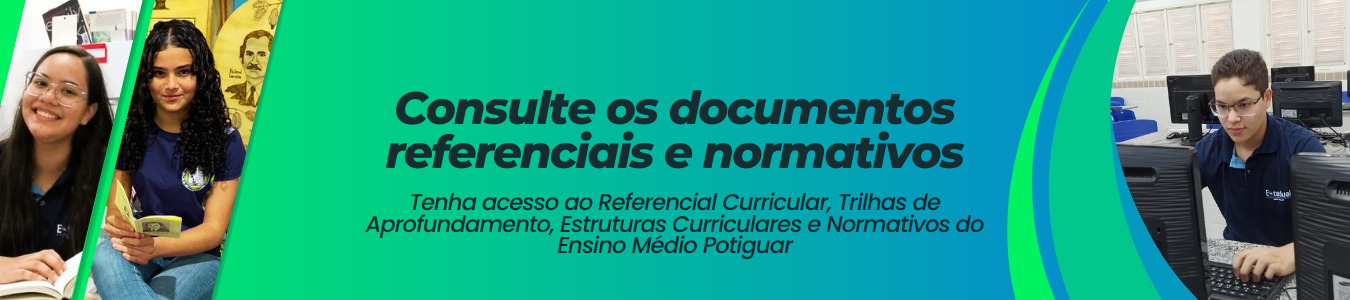 Consulte os documentos
referenciais e normativos
Tenha acesso ao Referencial Curricular, Trilhas de
Aprofundamento, Estruturas Curriculares e Normativos do
Ensino Médio Potiguar